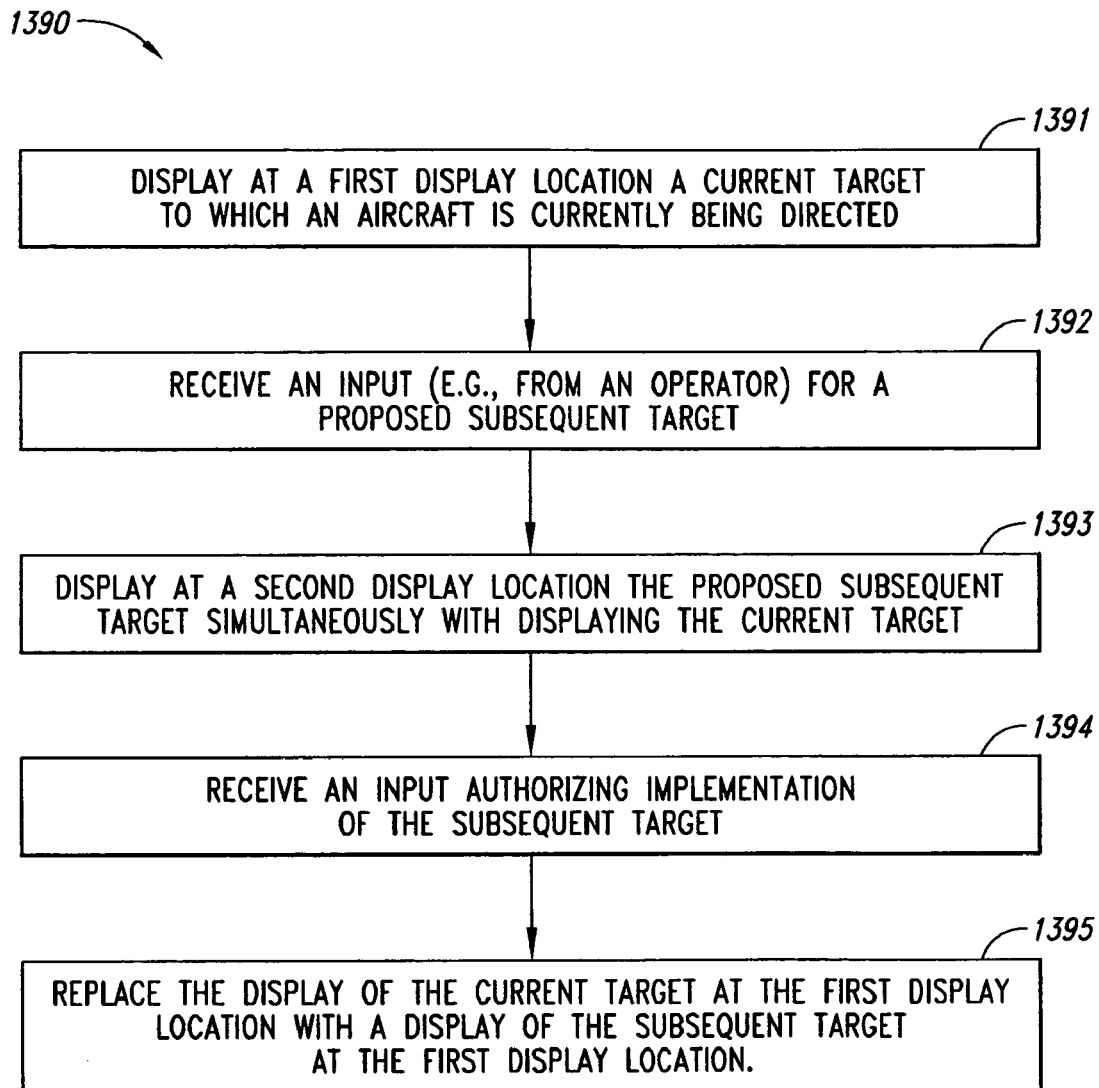 1390
1391
DISPLAY AT A FIRST DISPLAY LOCATION A CURRENT TARGET
TO WHICH AN AIRCRAFT IS CURRENTLY BEING DIRECTED
1392
RECEIVE AN INPUT (E.G., FROM AN OPERATOR) FOR A
PROPOSED SUBSEQUENT TARGET
1393
DISPLAY AT A SECOND DISPLAY LOCATION THE PROPOSED SUBSEQUENT
TARGET SIMULTANEOUSLY WITH DISPLAYING THE CURRENT TARGET
1394
RECEIVE AN INPUT AUTHORIZING IMPLEMENTATION
OF THE SUBSEQUENT TARGET
1395
REPLACE THE DISPLAY OF THE CURRENT TARGET AT THE FIRST DISPLAY
LOCATION WITH A DISPLAY OF THE SUBSEQUENT TARGET
AT THE FIRST DISPLAY LOCATION.